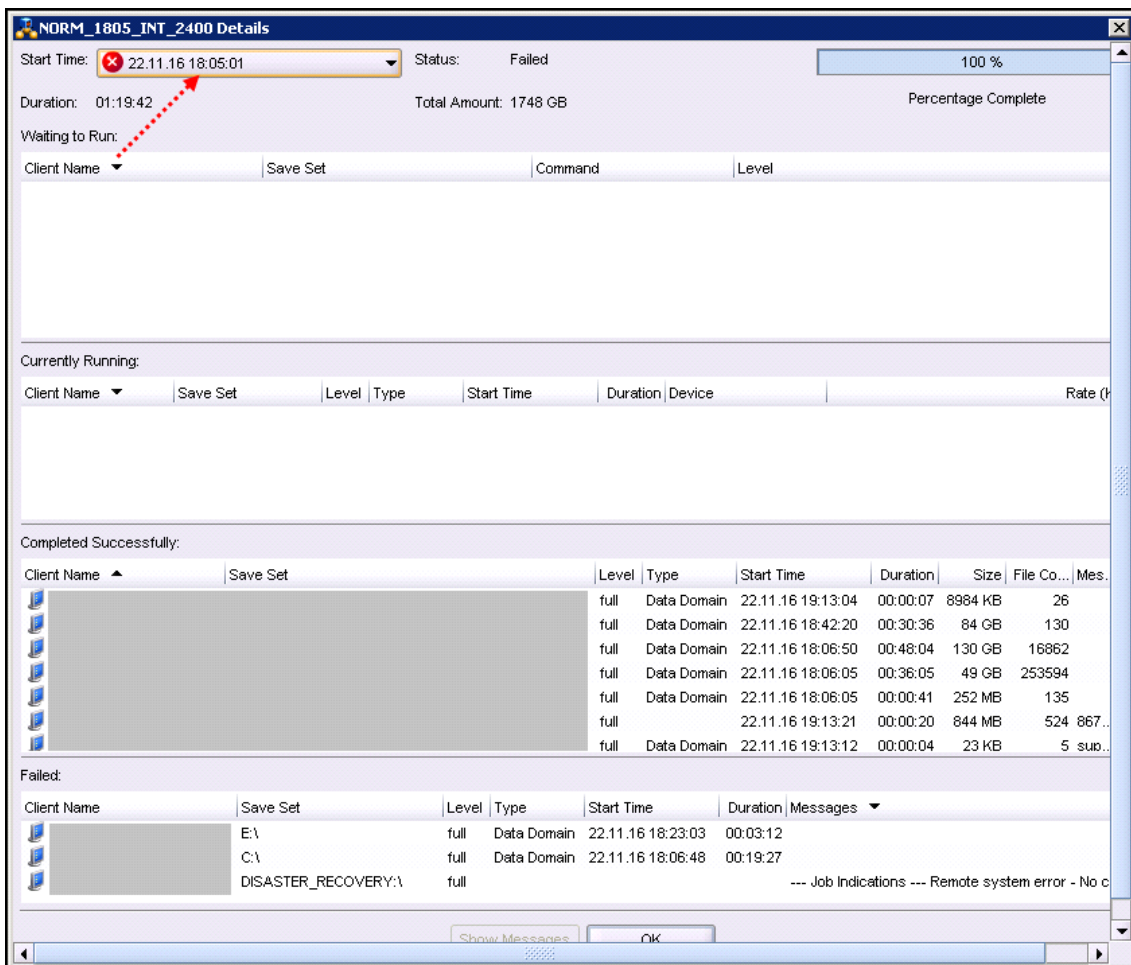 NORM_1805_INT_2400 Details
Start Time: 22.11.16 18:05:01 Status: Failed 100 %
Duration: 01:19:42 Total Amount: 1748 GB Percentage Complete
Waiting to Run:
Client Name Save Set Command Level
Currently Running:
Client Name Save Set Level Type Start Time Duration Device Rate (K
Completed Successfully:
Client Name Save Set Level Type Start Time Duration Size File Co... Mes.
full Data Domain 22.11.16 19:13:04 00:00:07 8984 KB 26
full Data Domain 22.11.16 18:42:20 00:30:36 84 GB 130
full Data Domain 22.11.16 18:06:50 00:48:04 130 GB 16862
full Data Domain 22.11.16 18:06:05 00:36:05 49 GB 253594
full Data Domain 22.11.16 18:06:05 00:00:41 252 MB 135
full 22.11.16 19:13:21 00:00:20 844 MB 524 867..
full Data Domain 22.11.16 19:13:12 00:00:04 23 KB 5 sup..
Failed:
Client Name Save Set Level Type Start Time Duration Messages
E:\ full Data Domain 22.11.16 18:23:03 00:03:12
C:\ full Data Domain 22.11.16 18:06:48 00:19:27
DISASTER_RECOVERY:\ full --- Job Indications --- Remote system error - No c
Show Messages OK